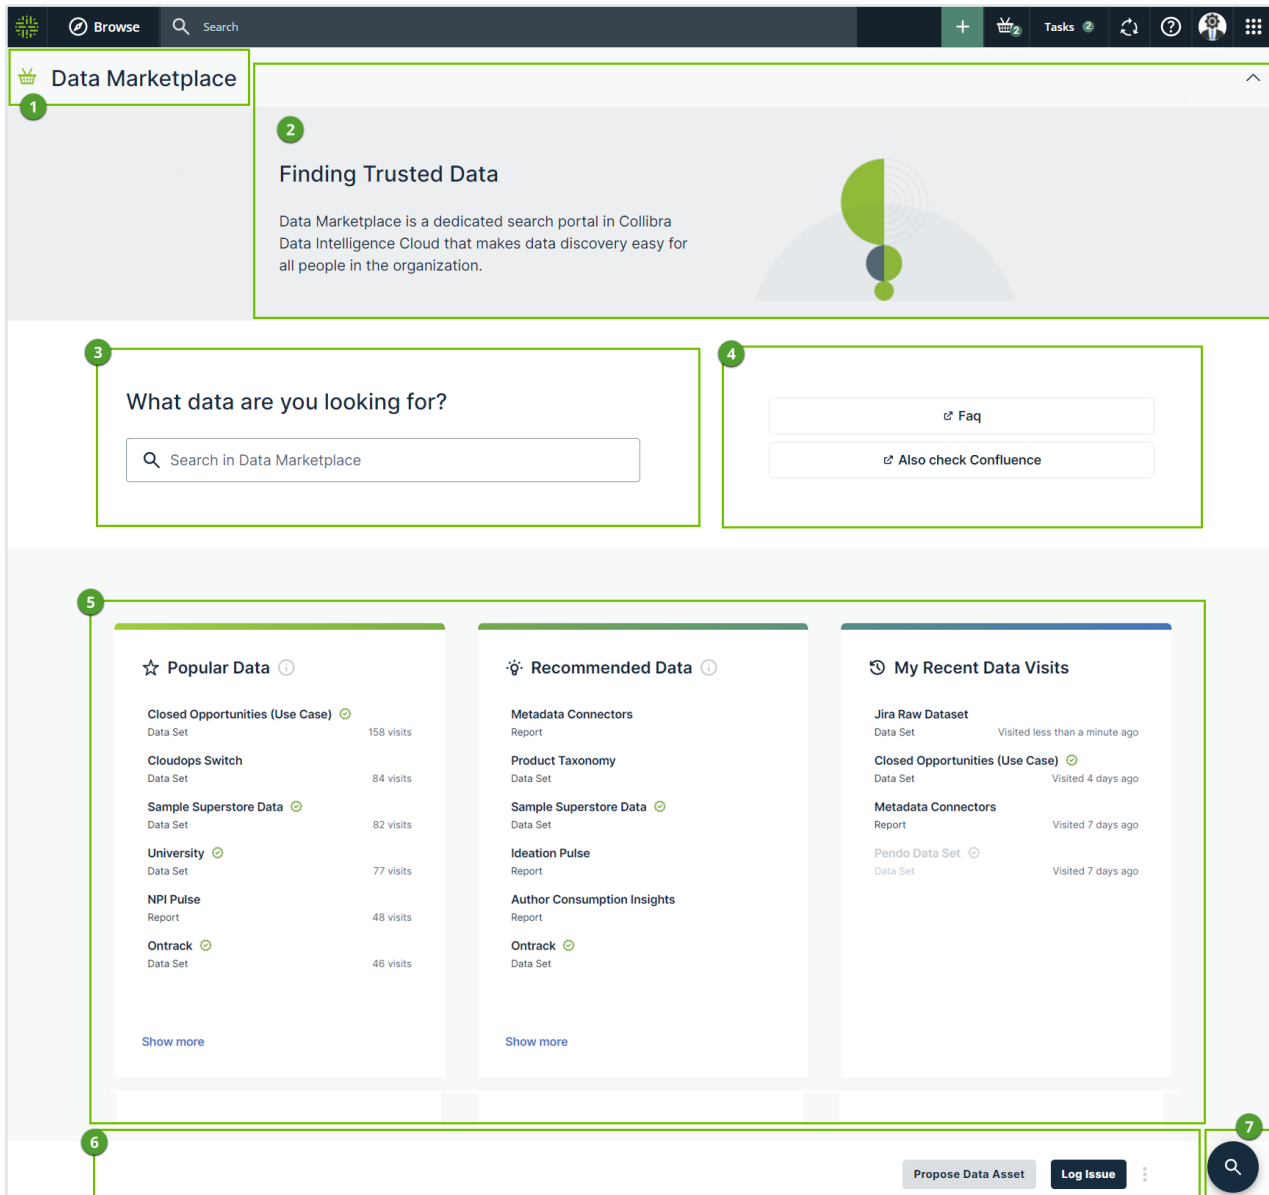 Browse
Search
2
Tasks 2
Data Marketplace
1
2
Finding Trusted Data
Data Marketplace is a dedicated search portal in Collibra
Data Intelligence Cloud that makes data discovery easy for
all people in the organization.
3
What data are you looking for?
Search in Data Marketplace
4
Faq
Also check Confluence
5
Popular Data
Closed Opportunities (Use Case)
Data Set 158 visits
Cloudops Switch
Data Set 84 visits
Sample Superstore Data
Data Set 82 visits
University
Data Set 77 visits
NPI Pulse
Report 48 visits
Ontrack
Data Set 46 visits
Show more
Recommended Data
Metadata Connectors
Report
Product Taxonomy
Data Set
Sample Superstore Data
Data Set
Ideation Pulse
Report
Author Consumption Insights
Report
Ontrack
Data Set
Show more
My Recent Data Visits
Jira Raw Dataset
Data Set Visited less than a minute ago
Closed Opportunities (Use Case)
Data Set Visited 4 days ago
Metadata Connectors
Report Visited 7 days ago
Pendo Data Set
Data Set Visited 7 days ago
6
Propose Data Asset
Log Issue
7